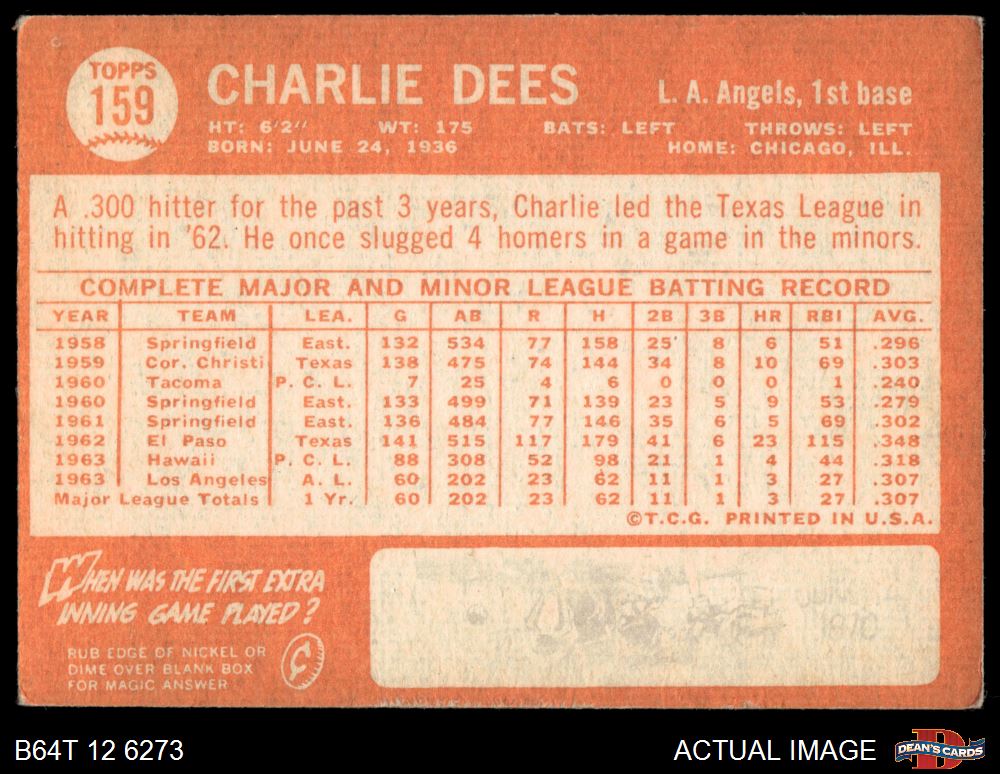 TOPPS
159
CHARLIE DEES
L. A. Angels, 1st base
HT: 6'2" WT: 175 BATS: LEFT THROWS: LEFT
BORN: JUNE 24, 1936 HOME: CHICAGO, ILL.
A .300 hitter for the past 3 years, Charlie led the Texas League in
hitting in '62. He once slugged 4 homers in a game in the minors.
COMPLETE MAJOR AND MINOR LEAGUE BATTING RECORD
YEAR TEAM LEA. G AB R H 2B 3B HR RBI AVG.
1958 Springfield East. 132 534 77 158 25 8 6 51 .296
1959 Cor. Christi Texas 138 475 74 144 34 8 10 69 .303
1960 Tacoma P. C. L. 7 25 4 6 0 0 0 1 .240
1960 Springfield East. 133 499 71 139 23 5 9 53 .279
1961 Springfield East. 136 484 77 146 35 6 5 69 .302
1962 El Paso Texas 141 515 117 179 41 6 23 115 .348
1963 Hawaii P. C. L. 88 308 52 98 21 1 4 44 .318
1963 Los Angeles A. L. 60 202 23 62 11 1 3 27 .307
Major League Totals 1 Yr. 60 202 23 62 11 1 3 27 .307
©T.C.G. PRINTED IN U.S.A.
WHEN WAS THE FIRST EXTRA
INNING GAME PLAYED?
RUB EDGE OF NICKEL OR
DIME OVER BLANK BOX
FOR MAGIC ANSWER
1870
B64T 12 6273
ACTUAL IMAGE
DEAN'S CARDS